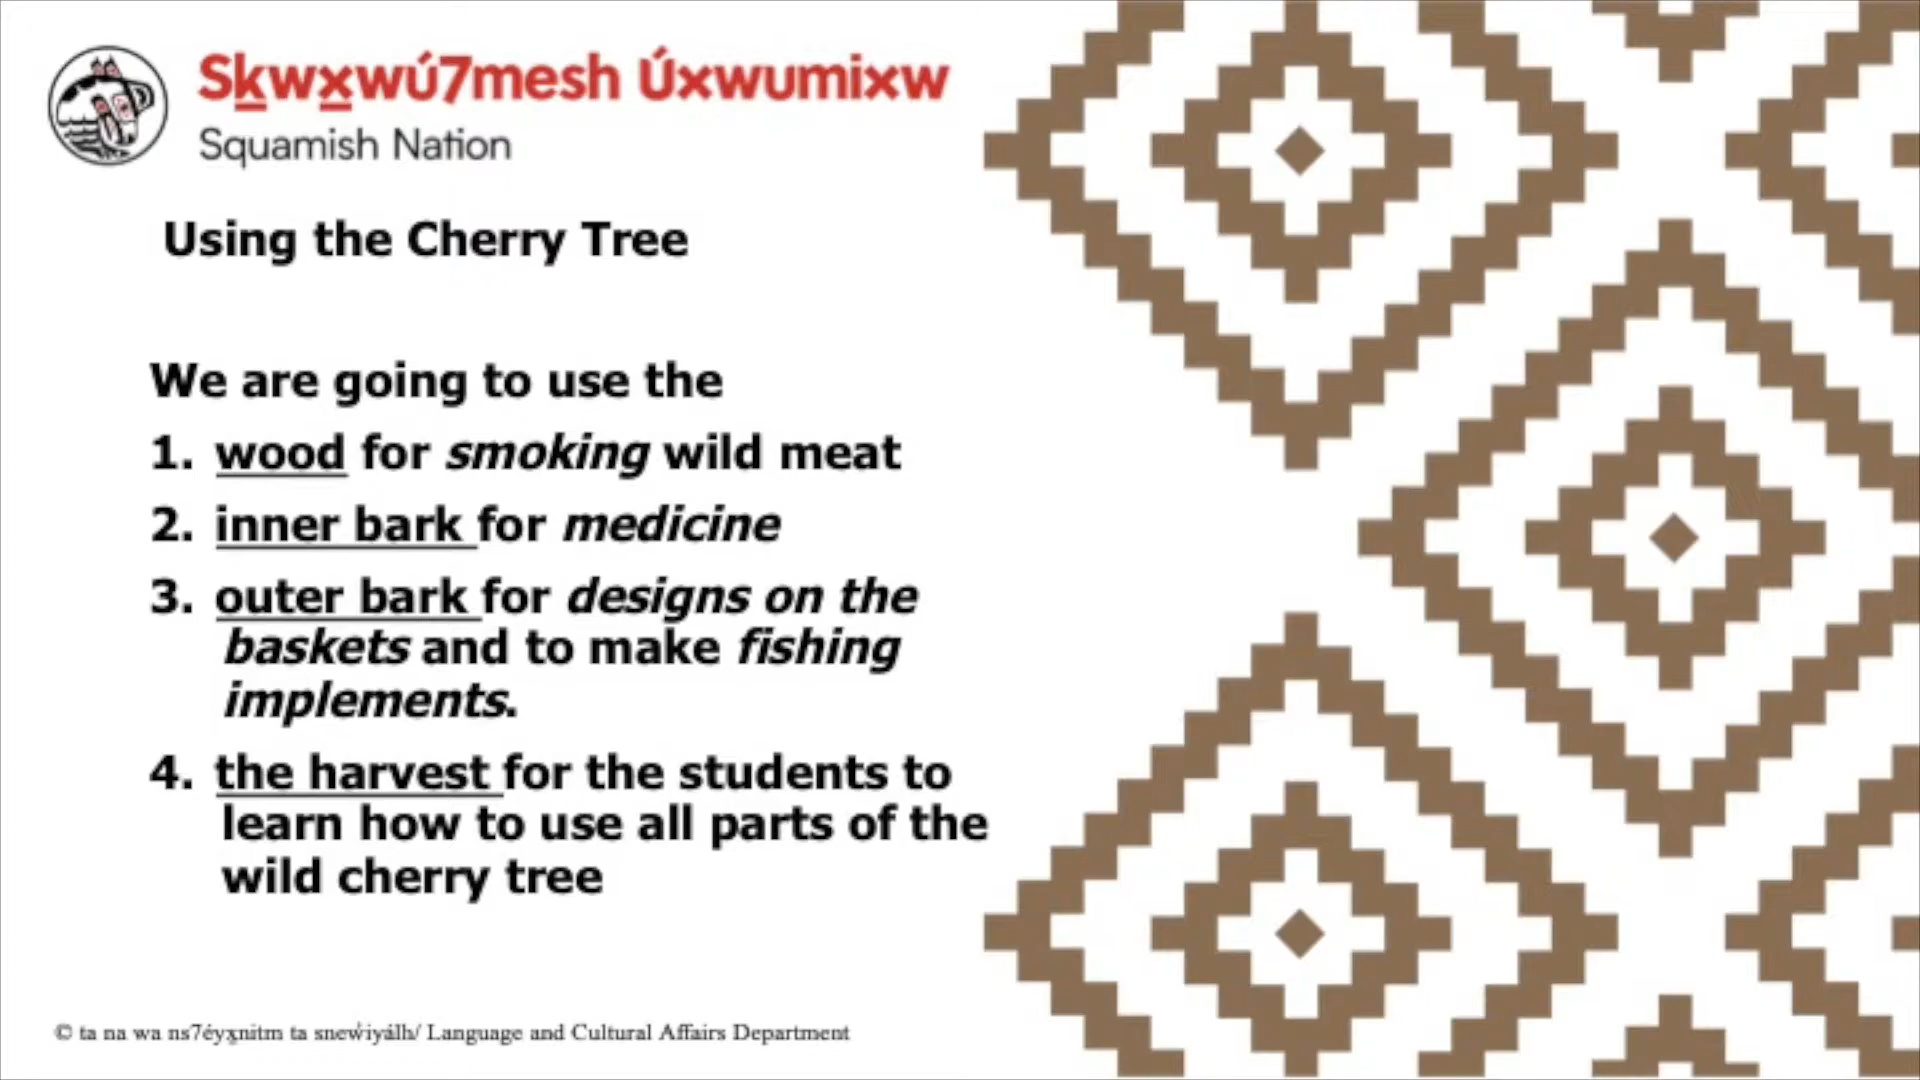 Sḵwx̱wú7mesh Úxwumixw
Squamish Nation
Using the Cherry Tree
We are going to use the
1. wood for smoking wild meat
2. inner bark for medicine
3. outer bark for designs on the
baskets and to make fishing
implements.
4. the harvest for the students to
learn how to use all parts of the
wild cherry tree
© ta na wa ns7éyx̱nitm ta snew̓iyálh/ Language and Cultural Affairs Department